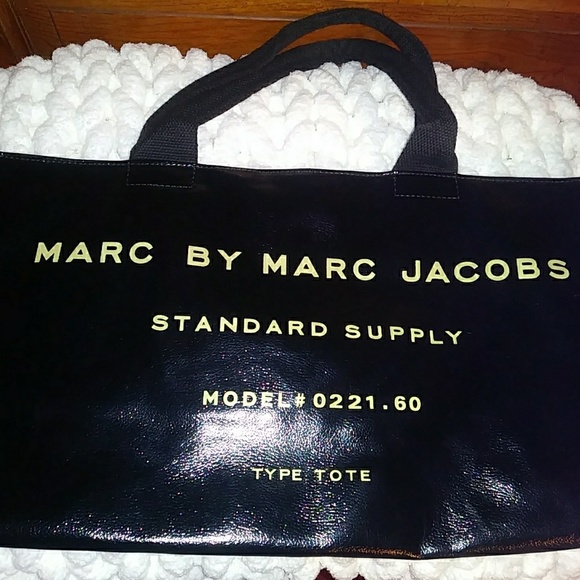 MARC BY MARC JACOBS
STANDARD SUPPLY
MODEL#0221.60
TYPE TOTE